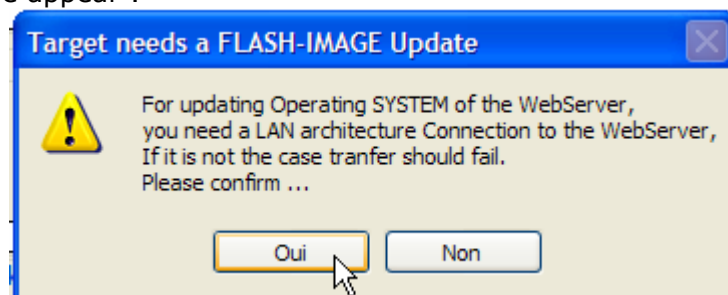 appear .
Target needs a FLASH-IMAGE Update
For updating Operating SYSTEM of the WebServer,
you need a LAN architecture Connection to the WebServer,
If it is not the case tranfer should fail.
Please confirm ...
Oui
Non